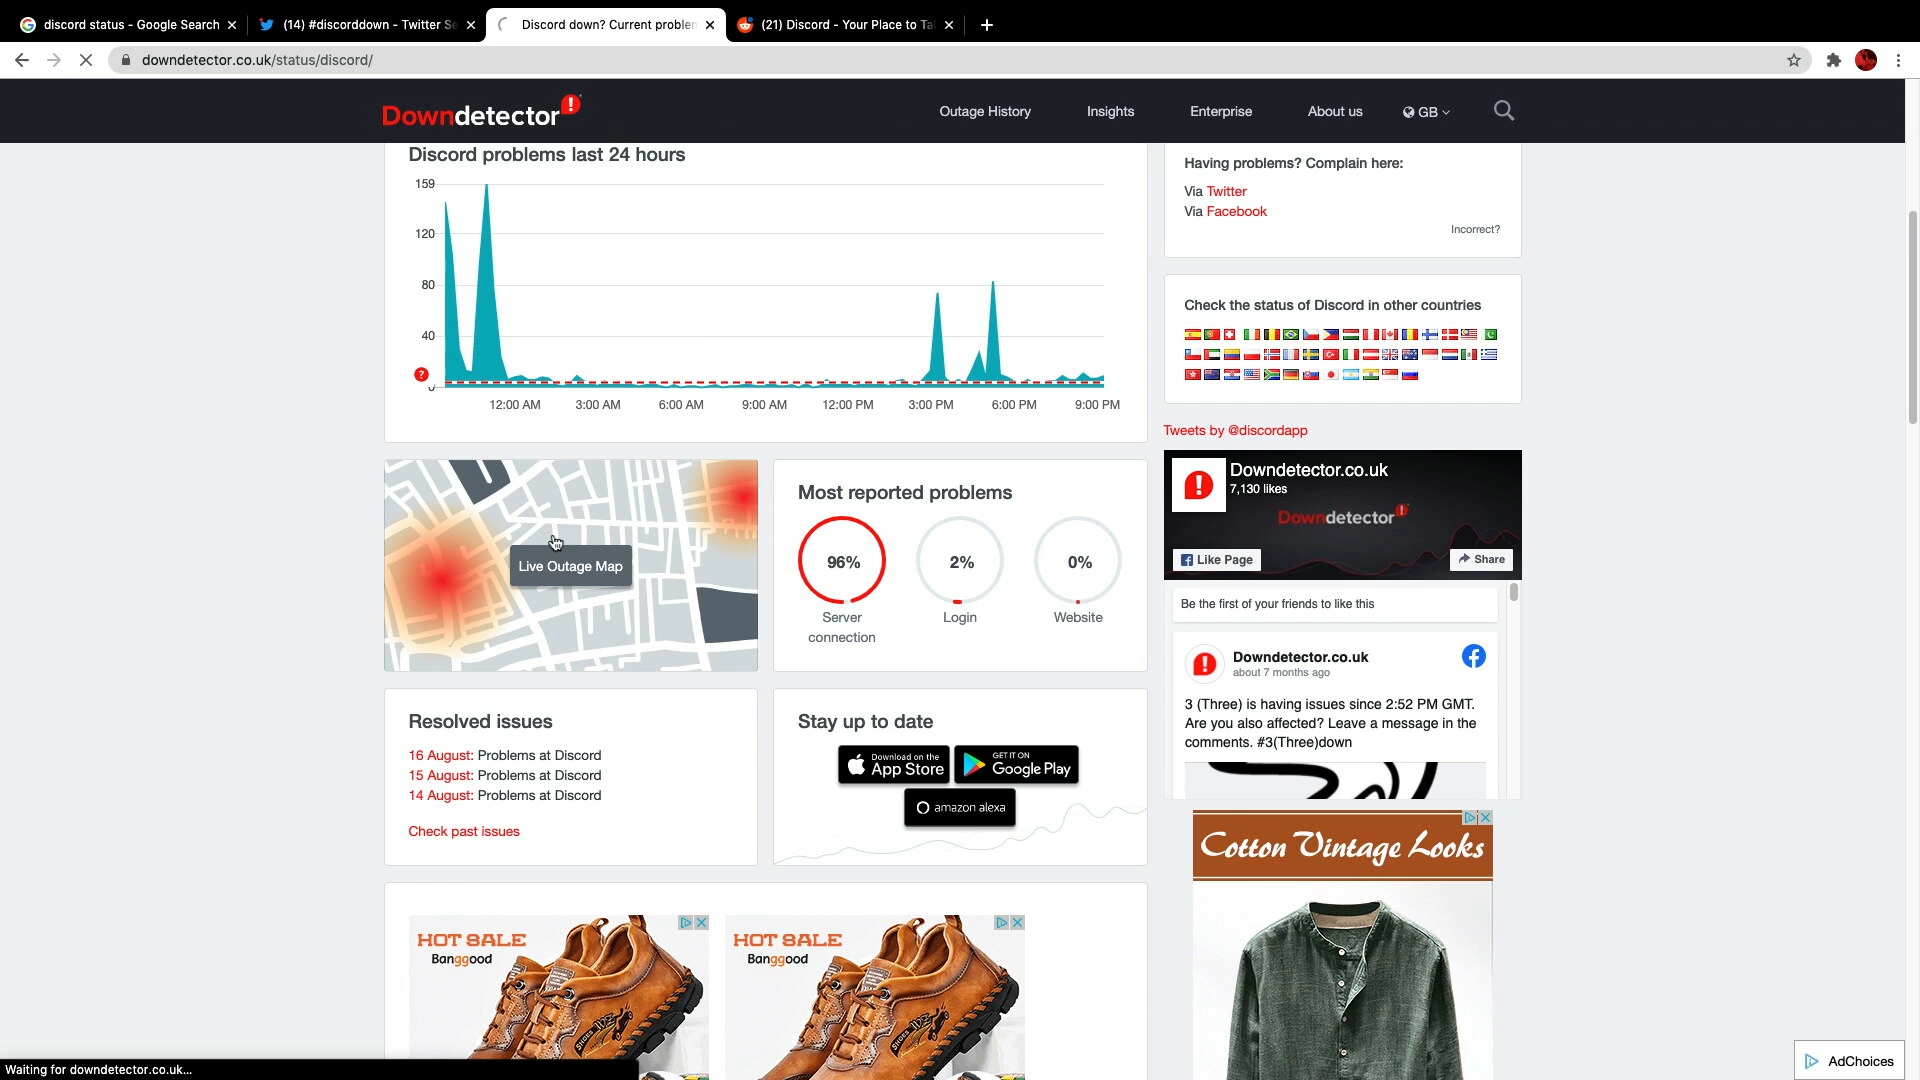 discord status - Google Search
(14) #discorddown - Twitter Se
Discord down? Current problem
(21) Discord - Your Place to Ta
downdetector.co.uk/status/discord/
Downdetector
Outage History
Insights
Enterprise
About us
GB
Discord problems last 24 hours
159
120
80
40
?
0
12:00 AM
3:00 AM
6:00 AM
9:00 AM
12:00 PM
3:00 PM
6:00 PM
9:00 PM
Having problems? Complain here:
Via Twitter
Via Facebook
Incorrect?
Check the status of Discord in other countries
Tweets by @discordapp
Live Outage Map
Most reported problems
96%
2%
0%
Server
connection
Login
Website
Downdetector.co.uk
7,130 likes
Downdetector
Like Page
Share
Be the first of your friends to like this
Downdetector.co.uk
about 7 months ago
3 (Three) is having issues since 2:52 PM GMT.
Are you also affected? Leave a message in the
comments. #3(Three)down
Resolved issues
16 August: Problems at Discord
15 August: Problems at Discord
14 August: Problems at Discord
Check past issues
Stay up to date
Download on the
App Store
GET IT ON
Google Play
amazon alexa
Cotton Vintage Looks
HOT SALE
Banggood
HOT SALE
Banggood
Waiting for downdetector.co.uk...
AdChoices